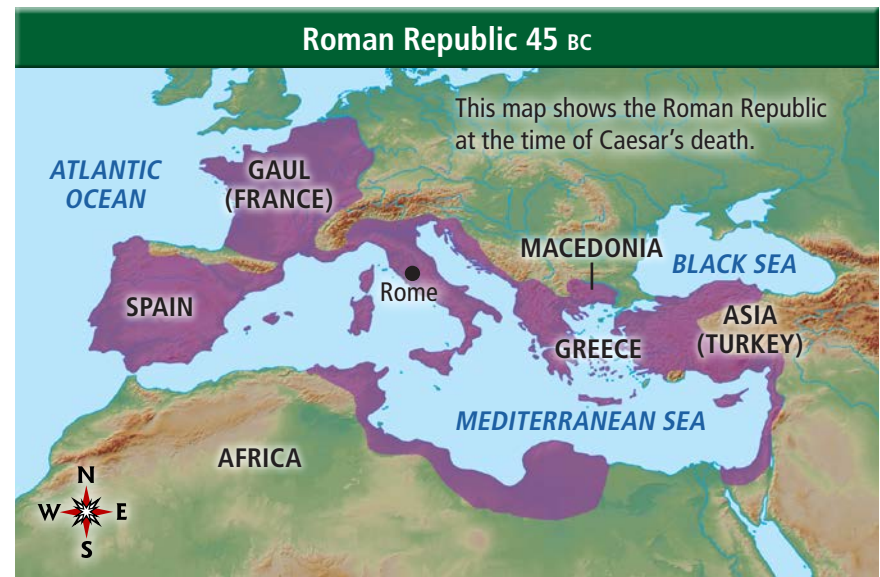 Roman Republic 45 BC
This map shows the Roman Republic
at the time of Caesar's death.
ATLANTIC
OCEAN
GAUL
(FRANCE)
MACEDONIA
BLACK SEA
Rome
SPAIN
ASIA
(TURKEY)
GREECE
MEDITERRANEAN SEA
AFRICA
N
W E
S